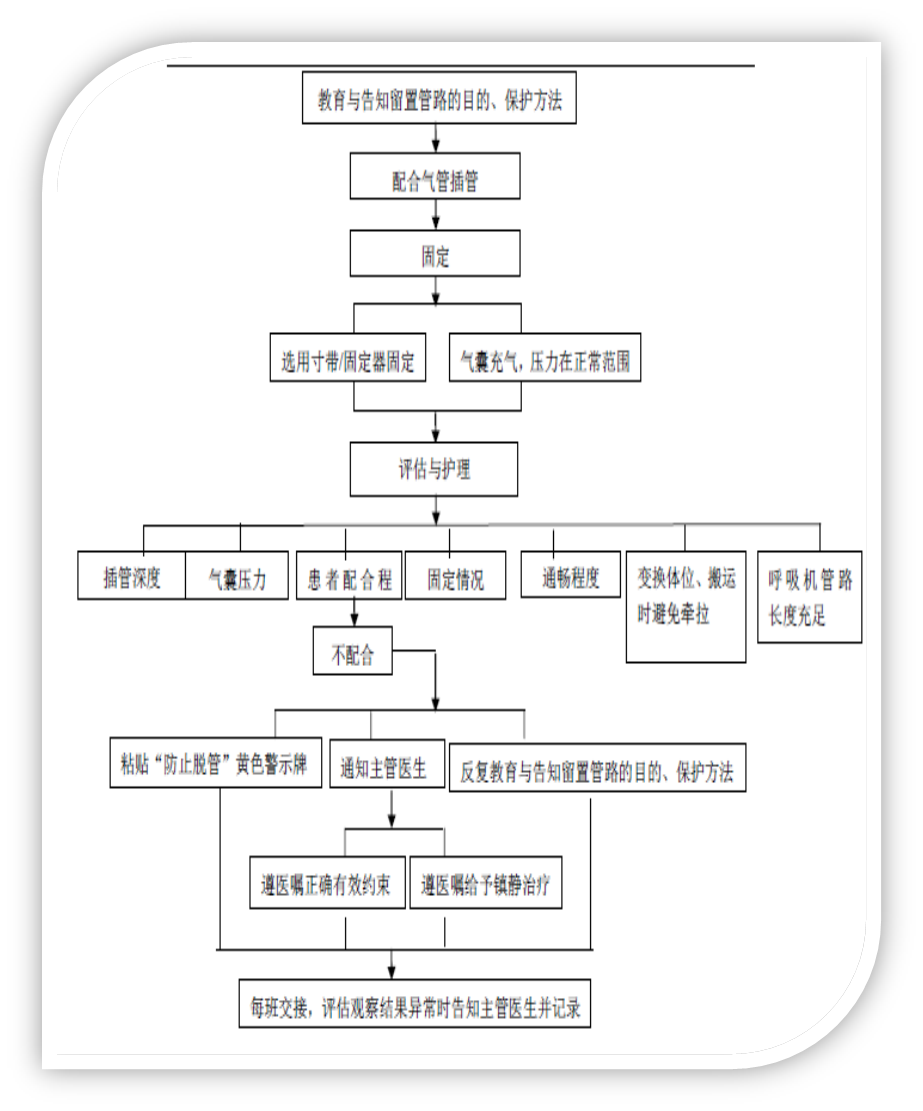 教育与告知留置管路的目的、保护方法
配合气管插管
固定
选用寸带/固定器固定
气囊充气，压力在正常范围
评估与护理
插管深度
气囊压力
患者配合程
固定情况
通畅程度
变换体位、搬运
时避免牵拉
呼吸机管路
长度充足
不配合
粘贴“防止脱管”黄色警示牌
通知主管医生
反复教育与告知留置管路的目的、保护方法
遵医嘱正确有效约束
遵医嘱给予镇静治疗
每班交接，评估观察结果异常时告知主管医生并记录